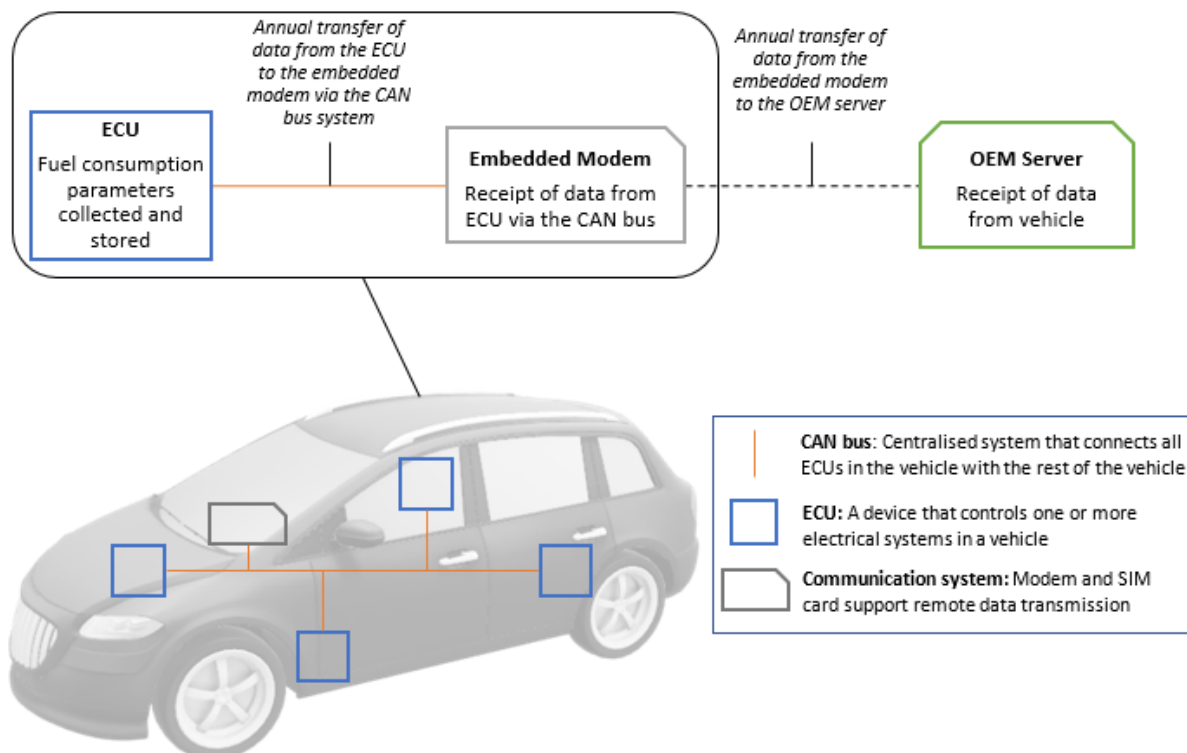 Annual transfer of
data from the ECU
to the embedded
modem via the CAN
bus system
Annual transfer of
data from the
embedded modem
to the OEM server
ECU
Fuel consumption
parameters
collected and
stored
Embedded Modem
Receipt of data from
ECU via the CAN bus
OEM Server
Receipt of data
from vehicle
CAN bus: Centralised system that connects all
ECUs in the vehicle with the rest of the vehicle
ECU: A device that controls one or more
electrical systems in a vehicle
Communication system: Modem and SIM
card support remote data transmission